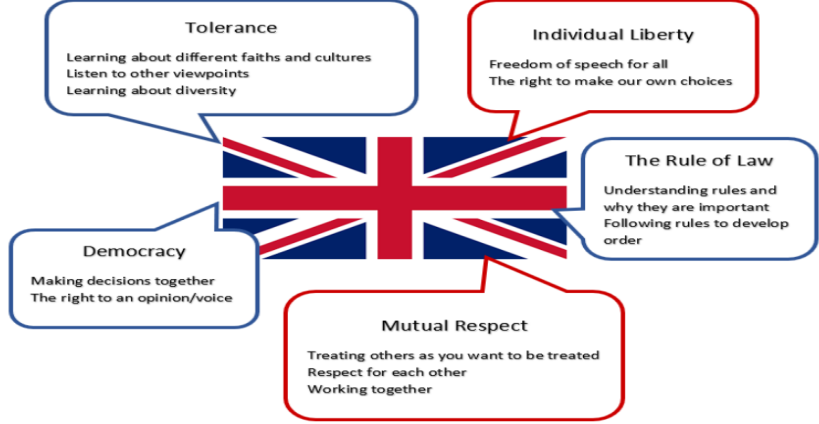 Tolerance
Learning about different faiths and cultures
Listen to other viewpoints
Learning about diversity
Individual Liberty
Freedom of speech for all
The right to make our own choices
The Rule of Law
Understanding rules and
why they are important
Following rules to develop
order
Democracy
Making decisions together
The right to an opinion/voice
Mutual Respect
Treating others as you want to be treated
Respect for each other
Working together